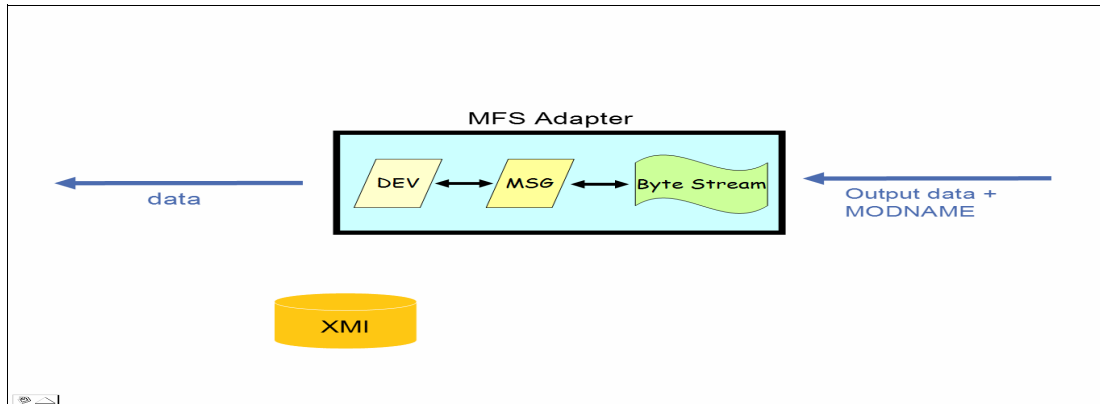 MFS Adapter
DEV
MSG
Byte Stream
data
Output data +
MODNAME
XMI